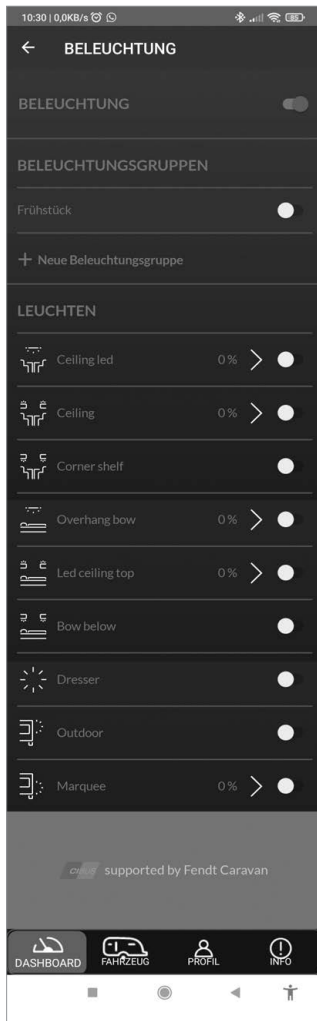 10:30 | 0,0KB/s
85
BELEUCHTUNG
BELEUCHTUNG
BELEUCHTUNGSGRUPPEN
Frühstück
+ Neue Beleuchtungsgruppe
LEUCHTEN
Ceiling led 0 %
Ceiling 0 %
Corner shelf
Overhang bow 0 %
Led ceiling top 0 %
Bow below
Dresser
Outdoor
Marquee 0 %
supported by Fendt Caravan
DASHBOARD FAHRZEUG PROFIL INFO